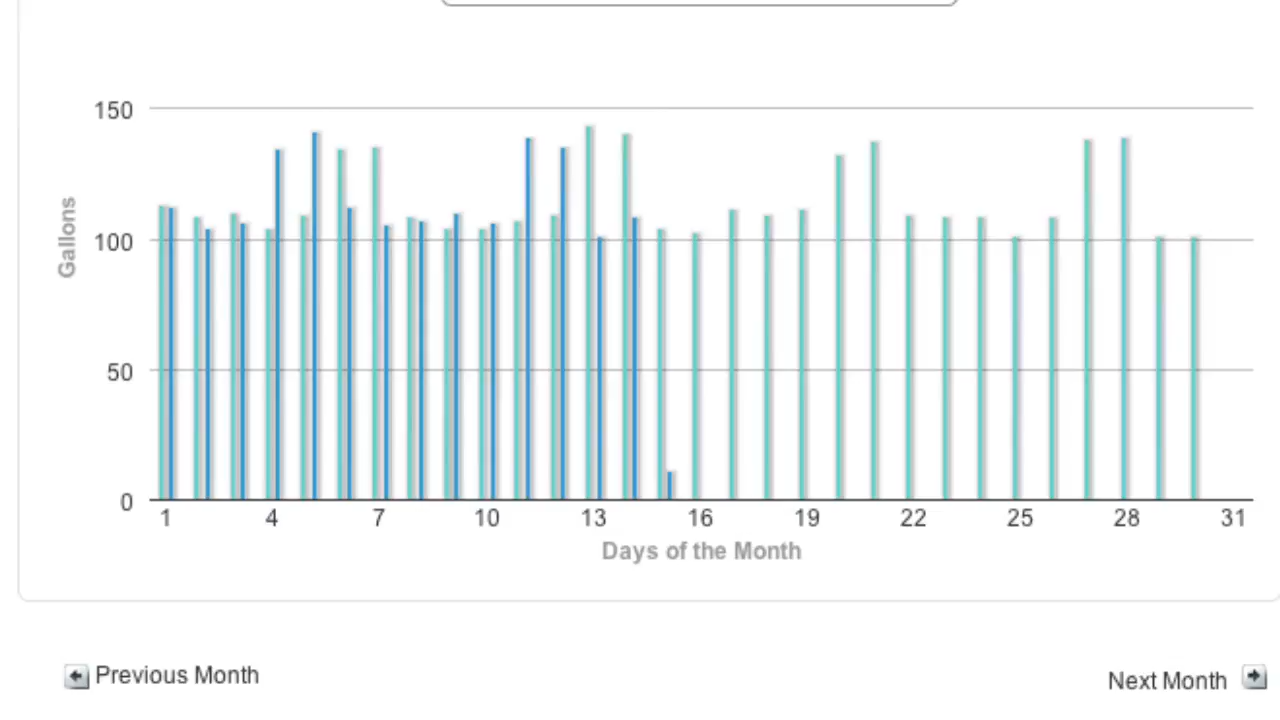 150
100
50
0
Gallons
1 4 7 10 13 16 19 22 25 28 31
Days of the Month
Previous Month
Next Month